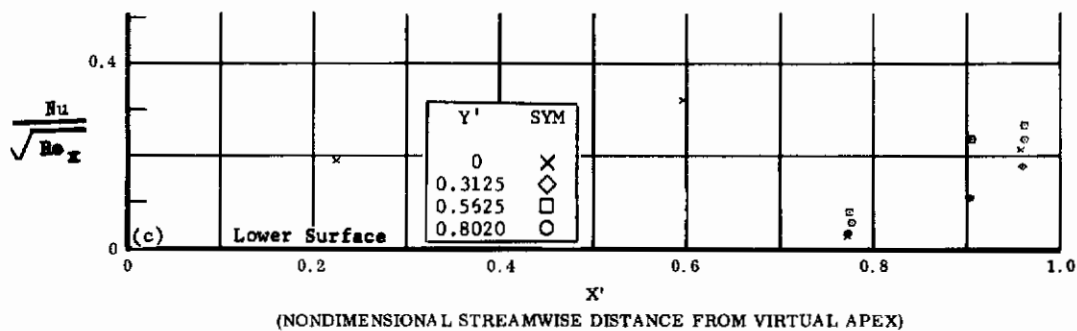 0.4
Nu
√Re_x
Y' SYM
0 ×
0.3125 ◇
0.5625 □
0.8020 ○
(c) Lower Surface
0
0 0.2 0.4 0.6 0.8 1.0
X'
(NONDIMENSIONAL STREAMWISE DISTANCE FROM VIRTUAL APEX)